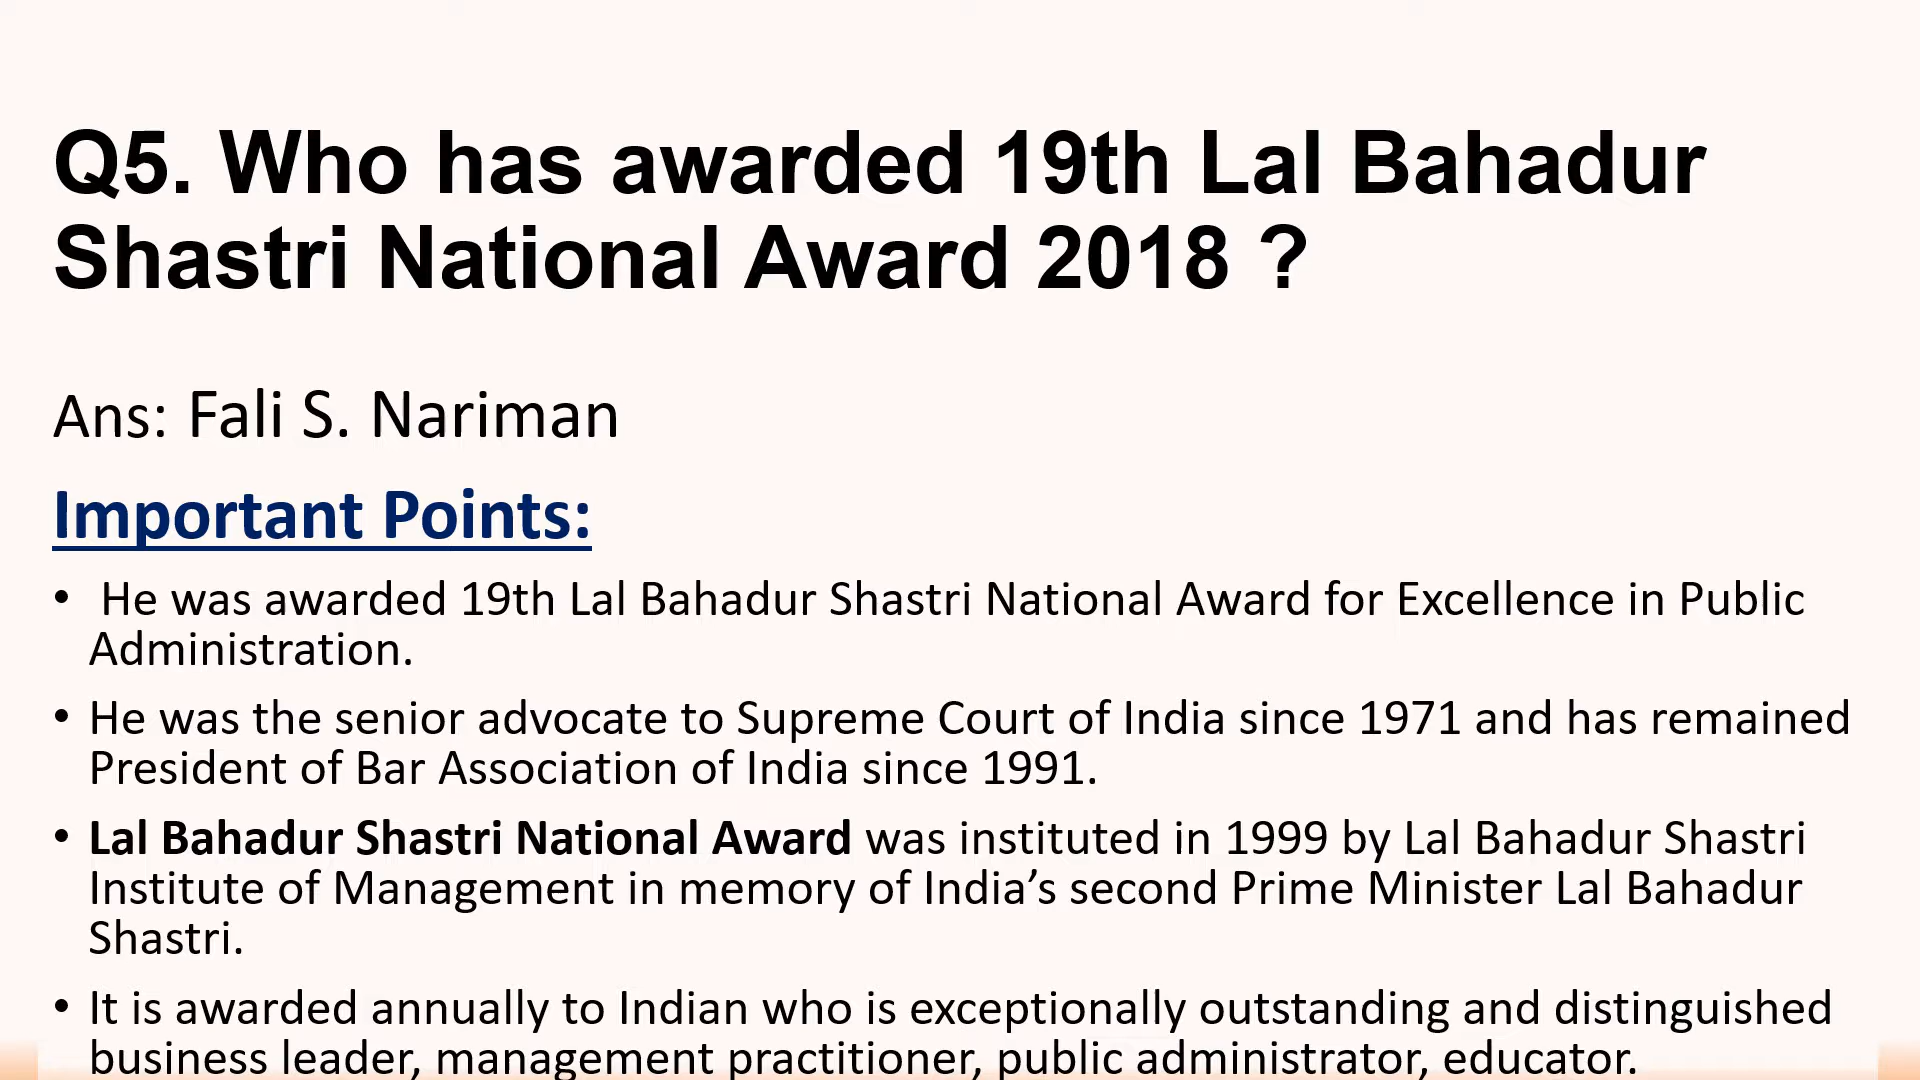 Q5. Who has awarded 19th Lal Bahadur
Shastri National Award 2018 ?
Ans: Fali S. Nariman
Important Points:
• He was awarded 19th Lal Bahadur Shastri National Award for Excellence in Public
Administration.
• He was the senior advocate to Supreme Court of India since 1971 and has remained
President of Bar Association of India since 1991.
• Lal Bahadur Shastri National Award was instituted in 1999 by Lal Bahadur Shastri
Institute of Management in memory of India’s second Prime Minister Lal Bahadur
Shastri.
• It is awarded annually to Indian who is exceptionally outstanding and distinguished
business leader, management practitioner, public administrator, educator.